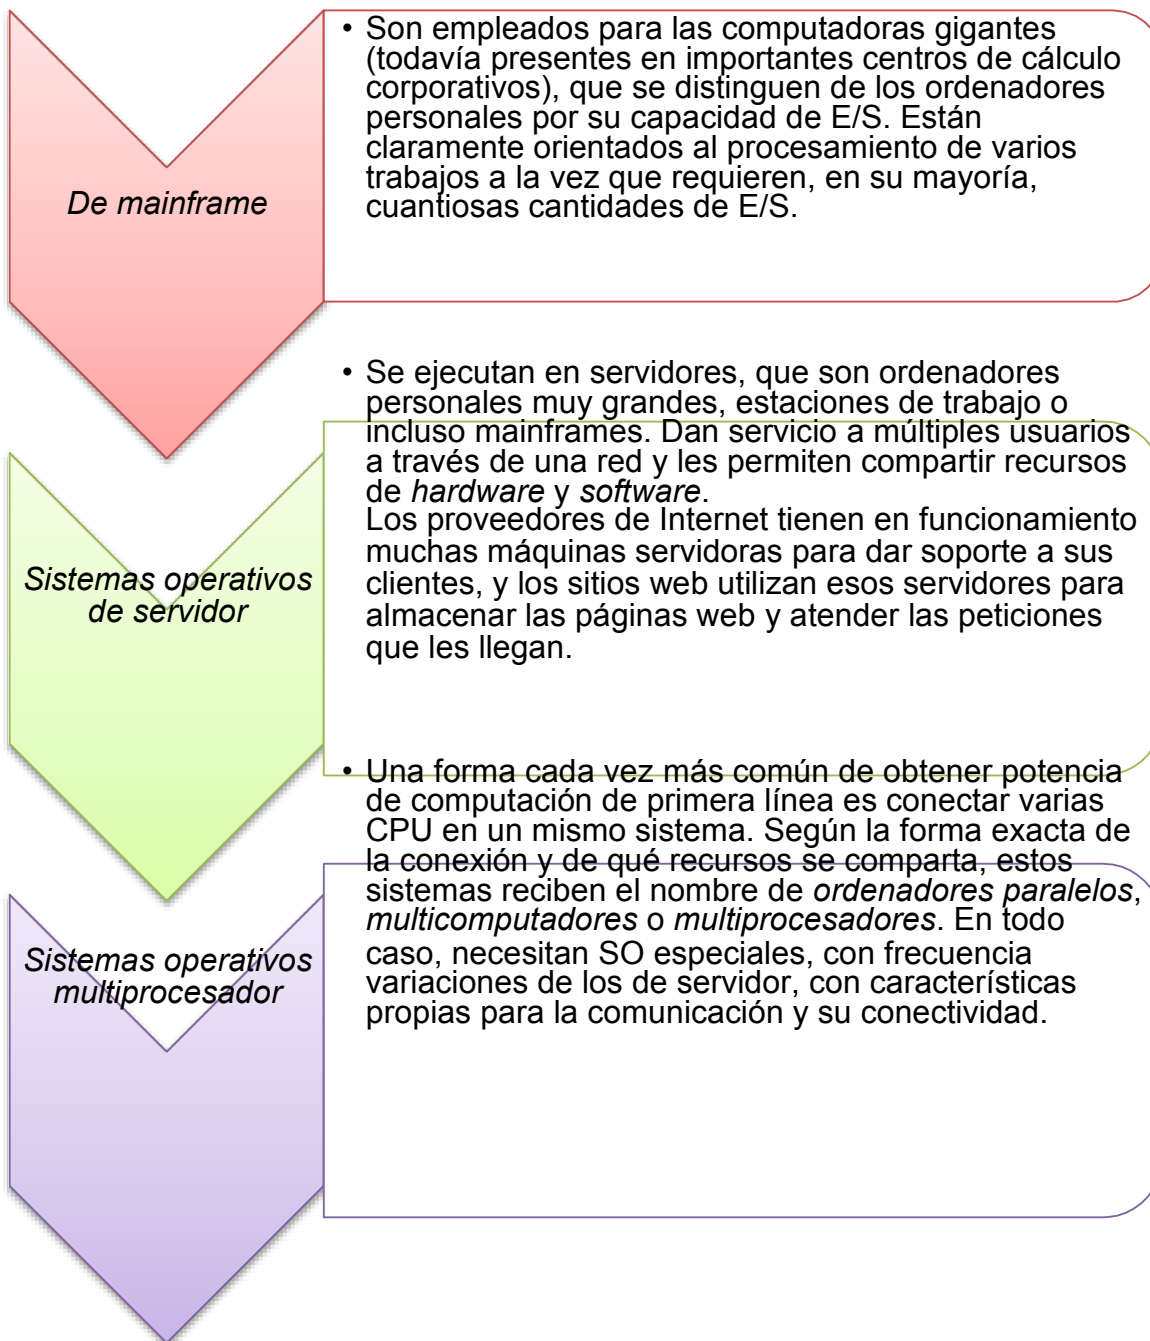 De mainframe
• Son empleados para las computadoras gigantes
(todavía presentes en importantes centros de cálculo
corporativos), que se distinguen de los ordenadores
personales por su capacidad de E/S. Están
claramente orientados al procesamiento de varios
trabajos a la vez que requieren, en su mayoría,
cuantiosas cantidades de E/S.
Sistemas operativos
de servidor
• Se ejecutan en servidores, que son ordenadores
personales muy grandes, estaciones de trabajo o
incluso mainframes. Dan servicio a múltiples usuarios
a través de una red y les permiten compartir recursos
de hardware y software.
Los proveedores de Internet tienen en funcionamiento
muchas máquinas servidoras para dar soporte a sus
clientes, y los sitios web utilizan esos servidores para
almacenar las páginas web y atender las peticiones
que les llegan.
Sistemas operativos
multiprocesador
• Una forma cada vez más común de obtener potencia
de computación de primera línea es conectar varias
CPU en un mismo sistema. Según la forma exacta de
la conexión y de qué recursos se comparta, estos
sistemas reciben el nombre de ordenadores paralelos,
multicomputadores o multiprocesadores. En todo
caso, necesitan SO especiales, con frecuencia
variaciones de los de servidor, con características
propias para la comunicación y su conectividad.